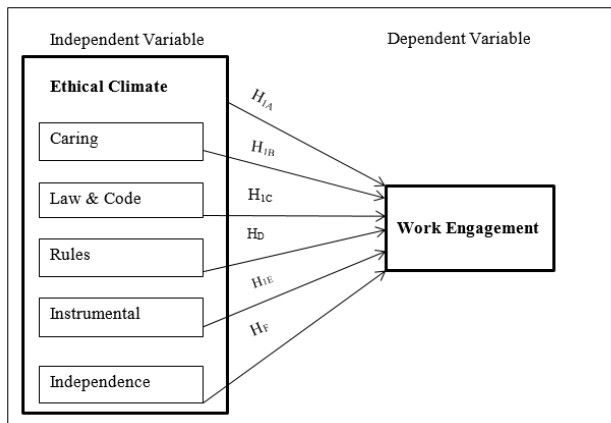 Independent Variable
Dependent Variable
Ethical Climate
Caring
Law & Code
Rules
Instrumental
Independence
H1A
H1B
H1C
HD
H1E
HF
Work Engagement